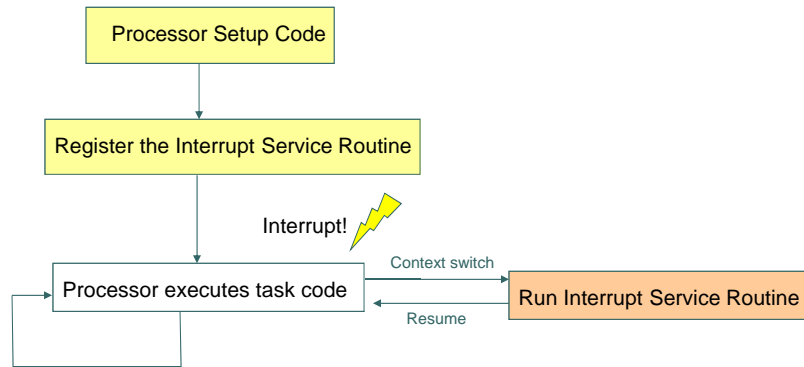 Processor Setup Code
Register the Interrupt Service Routine
Interrupt!
Context switch
Processor executes task code
Run Interrupt Service Routine
Resume